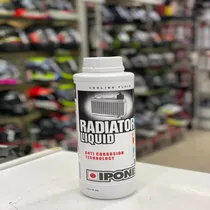 COOLING FLUID
RADIATOR
LIQUID
ANTI CORROSION
TECHNOLOGY
IPONE